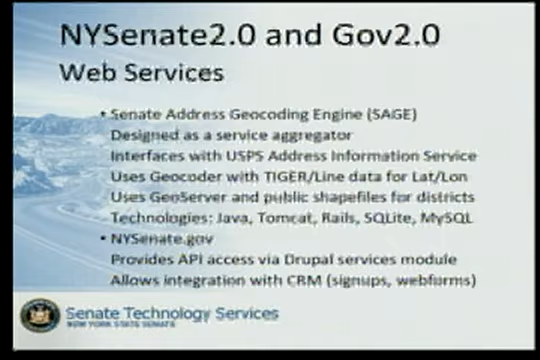 NYSenate2.0 and Gov2.0
Web Services
• Senate Address Geocoding Engine (SAGE)
Designed as a service aggregator
Interfaces with USPS Address Information Service
Uses Geocoder with TIGER/Line data for Lat/Lon
Uses GeoServer and public shapefiles for districts
Technologies: Java, Tomcat, Rails, SQLite, MySQL
• NYSenate.gov
Provides API access via Drupal services module
Allows integration with CRM (signups, webforms)
Senate Technology Services
NEW YORK STATE SENATE